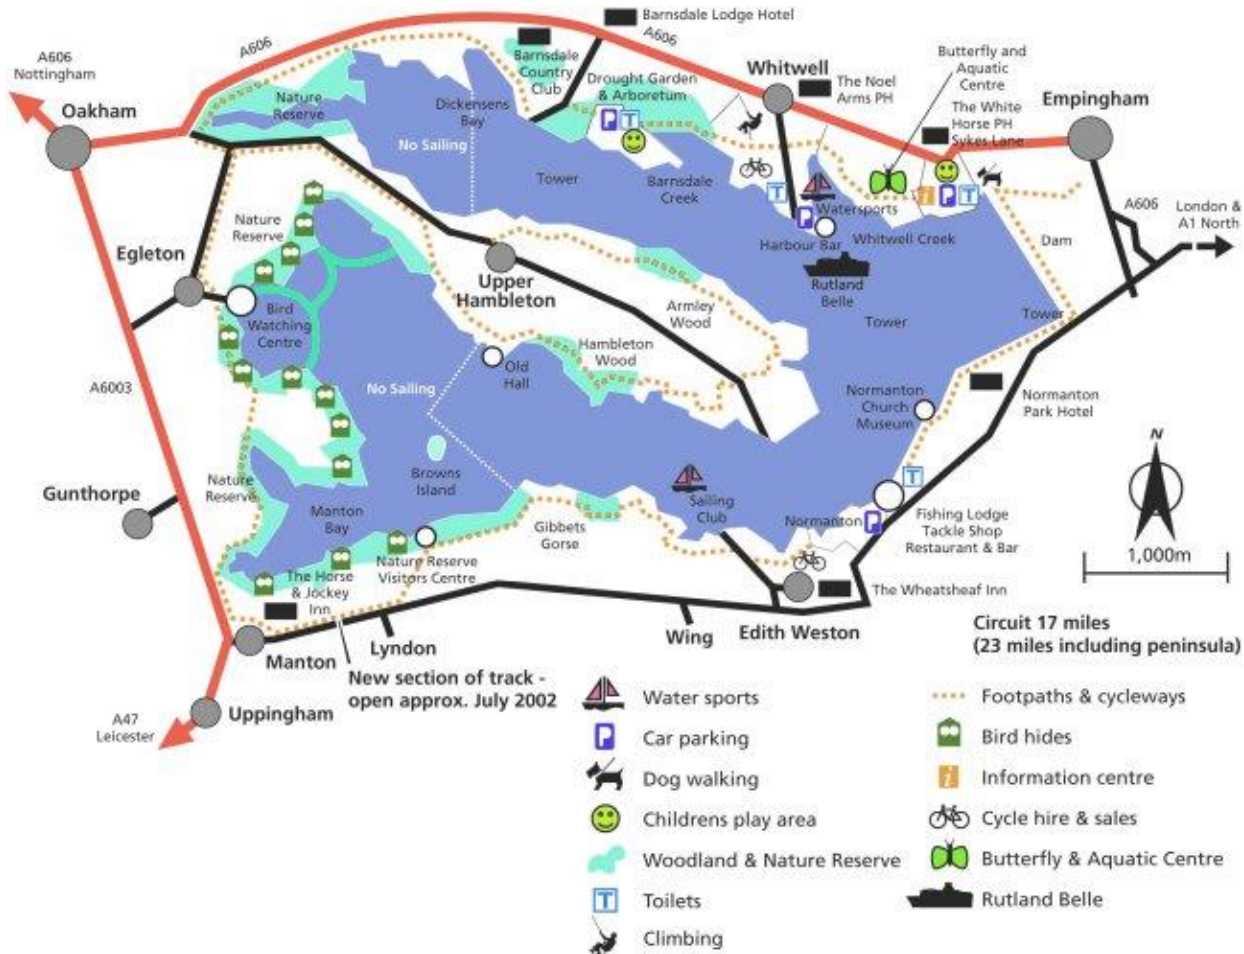 Barnsdale Lodge Hotel
A606
Nottingham
A606
A606
Barnsdale
Country
Club
Drought Garden
& Arboretum
Whitwell
The Noel
Arms PH
Butterfly and
Aquatic
Centre
The White
Horse PH
Sykes Lane
Empingham
Oakham
Nature
Reserve
Dickensens
Bay
No Sailing
Tower
Barnsdale
Creek
T
P
T
P
Watersports
Harbour Bar
Whitwell Creek
i
P
T
A606
London &
A1 North
Dam
Nature
Reserve
Egleton
Upper
Hambleton
Rutland
Belle
Bird
Watching
Centre
Armley
Wood
Tower
Tower
Hambleton
Wood
Old
Hall
No Sailing
A6003
Normanton
Church
Museum
Normanton
Park Hotel
N
Nature
Reserve
Browns
Island
T
Gunthorpe
Manton
Bay
Sailing
Club
Normanton
P
Fishing Lodge
Tackle Shop
Restaurant & Bar
1,000m
Gibbets
Gorse
Nature Reserve
Visitors Centre
The Horse
& Jockey
Inn
The Wheatsheaf Inn
Manton
Lyndon
Wing
Edith Weston
Circuit 17 miles
(23 miles including peninsula)
New section of track -
open approx. July 2002
Uppingham
A47
Leicester
Water sports
P
Car parking
Dog walking
Childrens play area
Woodland & Nature Reserve
T
Toilets
Climbing
Footpaths & cycleways
Bird hides
i
Information centre
Cycle hire & sales
Butterfly & Aquatic Centre
Rutland Belle